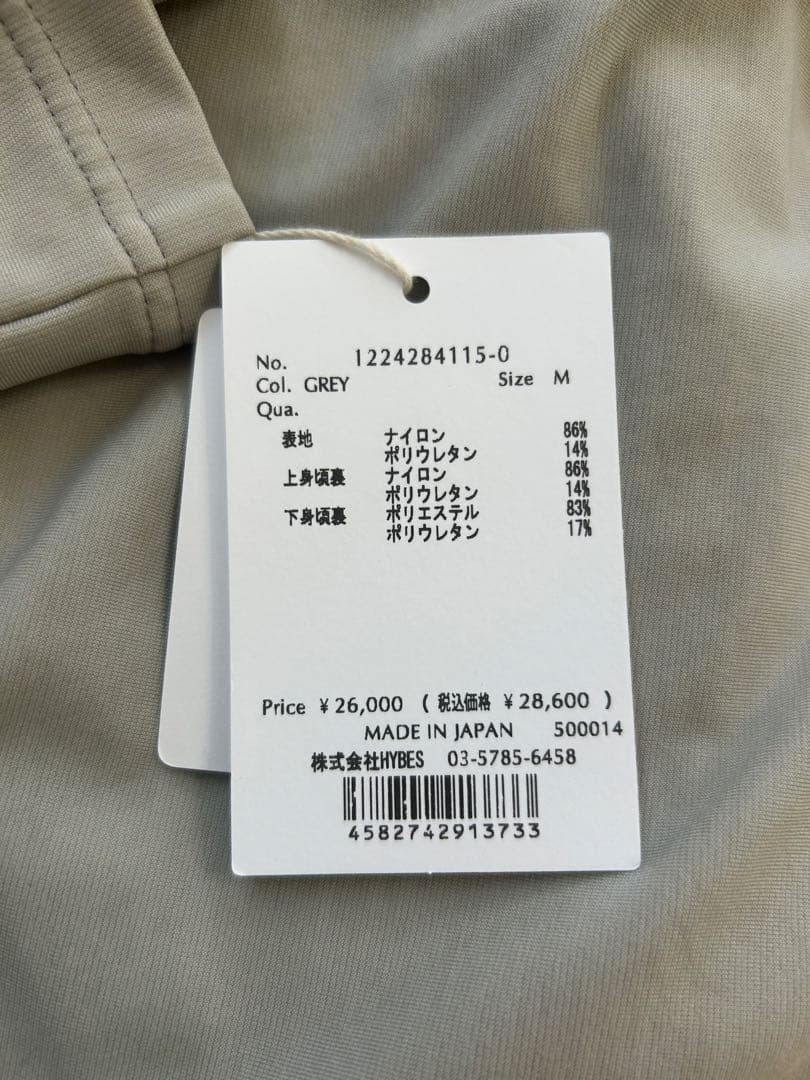 No. 1224284115-0
Col. GREY Size M
Qua.
表地 ナイロン 86%
ポリウレタン 14%
上身頃裏 ナイロン 86%
ポリウレタン 14%
下身頃裏 ポリエステル 83%
ポリウレタン 17%
Price ¥26,000 ( 税込価格 ¥28,600 )
MADE IN JAPAN 500014
株式会社HYBES 03-5785-6458
4582742913733